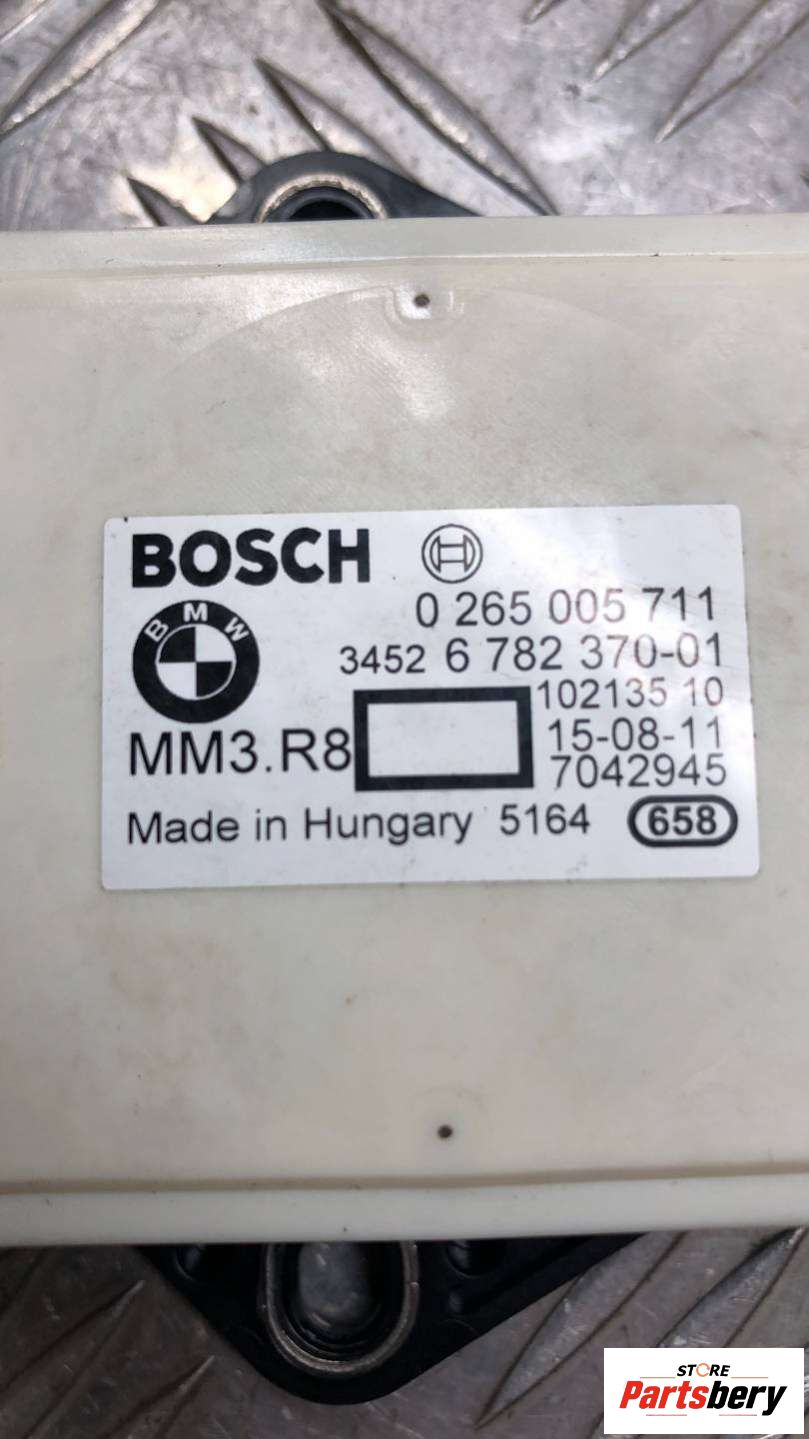 BOSCH
0 265 005 711
BMW
3452 6 782 370-01
102135 10
MM3.R8
15-08-11
7042945
Made in Hungary 5164 658
STORE
Partsbery